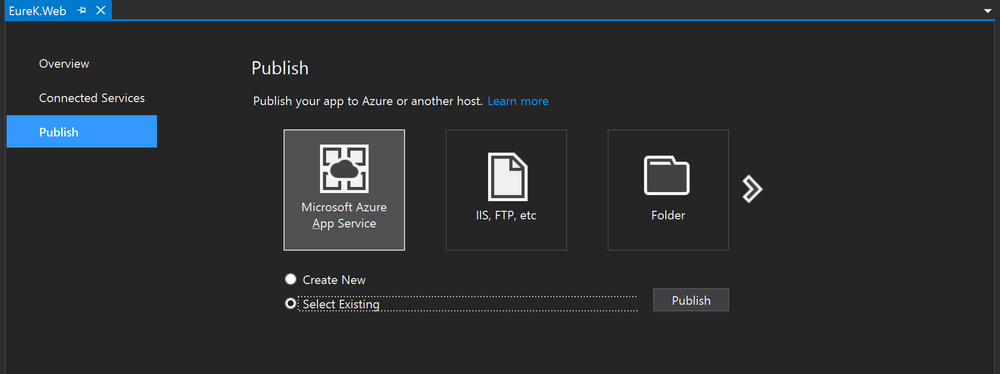 EureK.Web
Overview
Connected Services
Publish
Publish
Publish your app to Azure or another host. Learn more
Microsoft Azure
App Service
IIS, FTP, etc
Folder
Create New
Select Existing
Publish